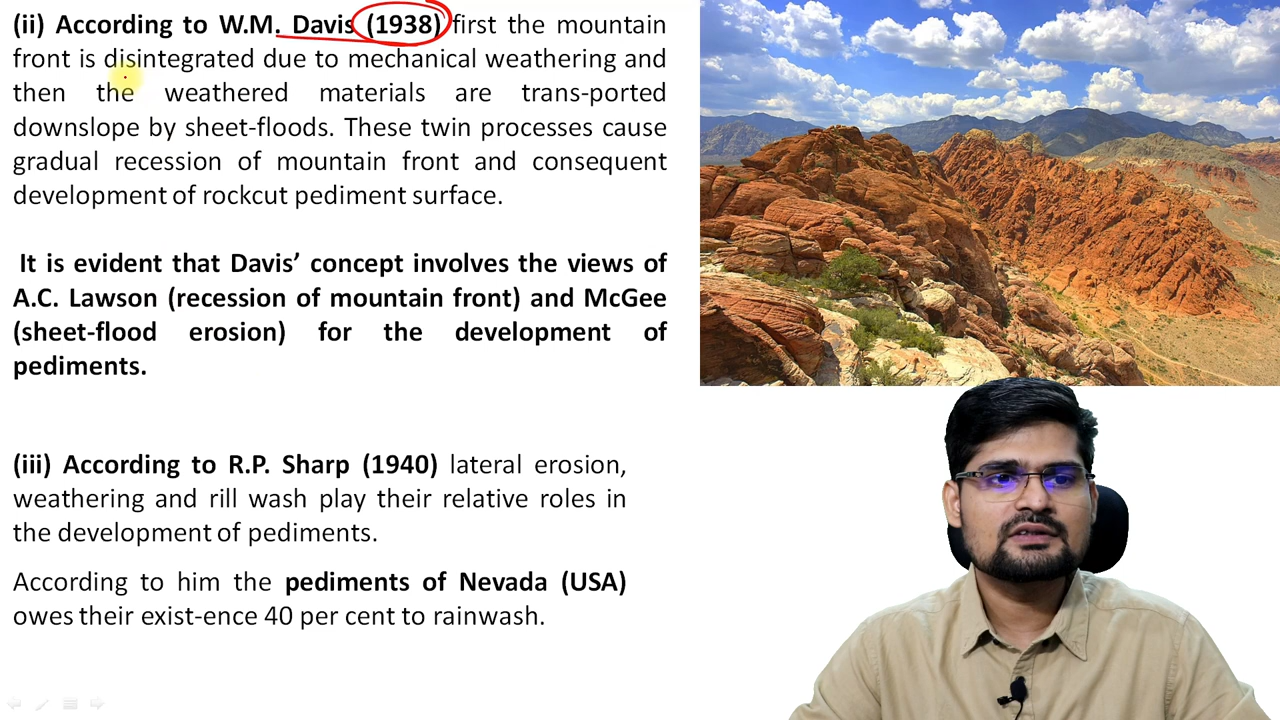 (ii) According to W.M. Davis (1938) first the mountain
front is disintegrated due to mechanical weathering and
then the weathered materials are trans-ported
downslope by sheet-floods. These twin processes cause
gradual recession of mountain front and consequent
development of rockcut pediment surface.
It is evident that Davis’ concept involves the views of
A.C. Lawson (recession of mountain front) and McGee
(sheet-flood erosion) for the development of
pediments.
(iii) According to R.P. Sharp (1940) lateral erosion,
weathering and rill wash play their relative roles in
the development of pediments.
According to him the pediments of Nevada (USA)
owes their exist-ence 40 per cent to rainwash.